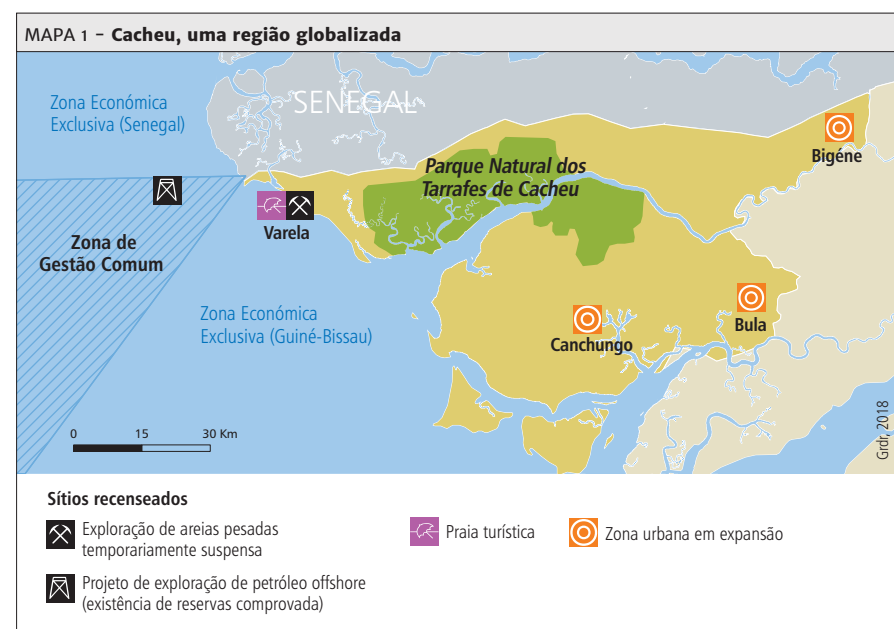 MAPA 1 – Cacheu, uma região globalizada
Zona Económica
Exclusiva (Senegal)
SENEGAL
Bigéne
Parque Natural dos
Tarrafes de Cacheu
Zona de
Gestão Comum
Varela
Zona Económica
Exclusiva (Guiné-Bissau)
Bula
Canchungo
0 15 30 Km
Grdr, 2018
Sítios recenseados
Exploração de areias pesadas
temporariamente suspensa
Praia turística
Zona urbana em expansão
Projeto de exploração de petróleo offshore
(existência de reservas comprovada)